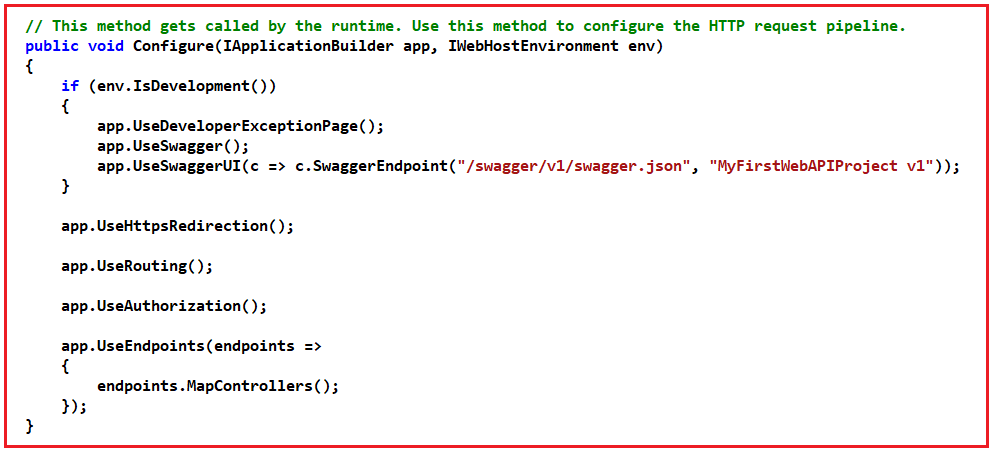 // This method gets called by the runtime. Use this method to configure the HTTP request pipeline.
public void Configure(IApplicationBuilder app, IWebHostEnvironment env)
{
    if (env.IsDevelopment())
    {
        app.UseDeveloperExceptionPage();
        app.UseSwagger();
        app.UseSwaggerUI(c => c.SwaggerEndpoint("/swagger/v1/swagger.json", "MyFirstWebAPIProject v1"));
    }
    app.UseHttpsRedirection();
    app.UseRouting();
    app.UseAuthorization();
    app.UseEndpoints(endpoints =>
    {
        endpoints.MapControllers();
    });
}